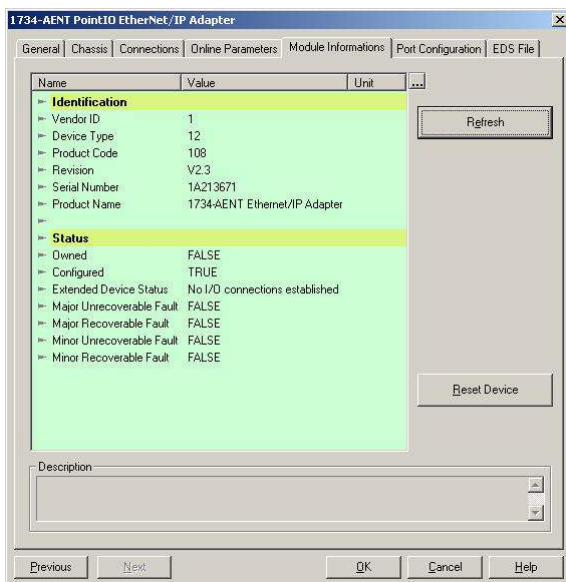 1734-AENT PointIO EtherNet/IP Adapter
General Chassis Connections Online Parameters Module Informations Port Configuration EDS File
Name Value Unit ...
Identification
Vendor ID 1
Device Type 12
Product Code 108
Revision V2.3
Serial Number 1A213671
Product Name 1734-AENT Ethernet/IP Adapter
Status
Owned FALSE
Configured TRUE
Extended Device Status No I/O connections established
Major Unrecoverable Fault FALSE
Major Recoverable Fault FALSE
Minor Unrecoverable Fault FALSE
Minor Recoverable Fault FALSE
Refresh
Reset Device
Description
Previous Next OK Cancel Help